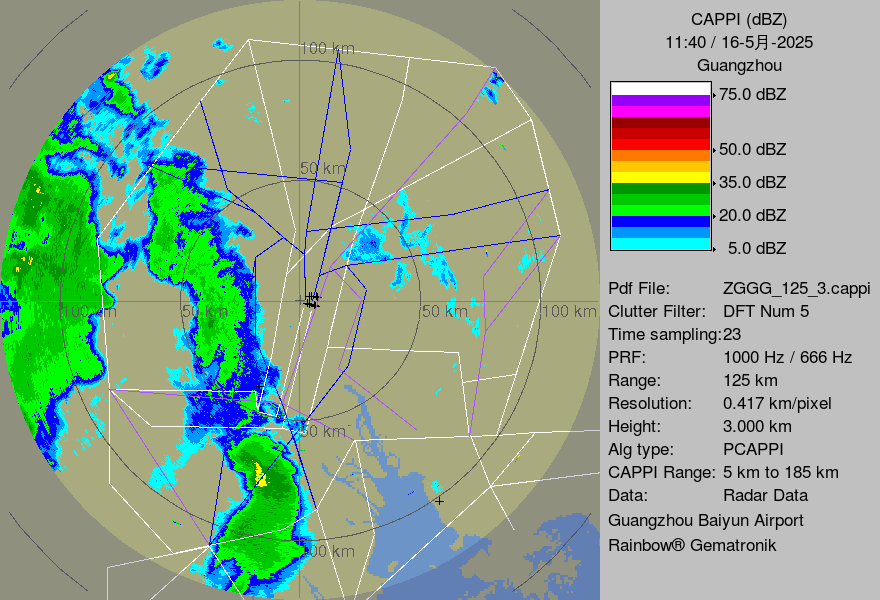 CAPPI (dBZ)
11:40 / 16-5月-2025
Guangzhou
75.0 dBZ
50.0 dBZ
35.0 dBZ
20.0 dBZ
5.0 dBZ
Pdf File: ZGGG_125_3.cappi
Clutter Filter: DFT Num 5
Time sampling:23
PRF: 1000 Hz / 666 Hz
Range: 125 km
Resolution: 0.417 km/pixel
Height: 3.000 km
Alg type: PCAPPI
CAPPI Range: 5 km to 185 km
Data: Radar Data
Guangzhou Baiyun Airport
Rainbow® Gematronik
100 km
50 km
100 km
50 km
50 km
100 km
50 km
100 km